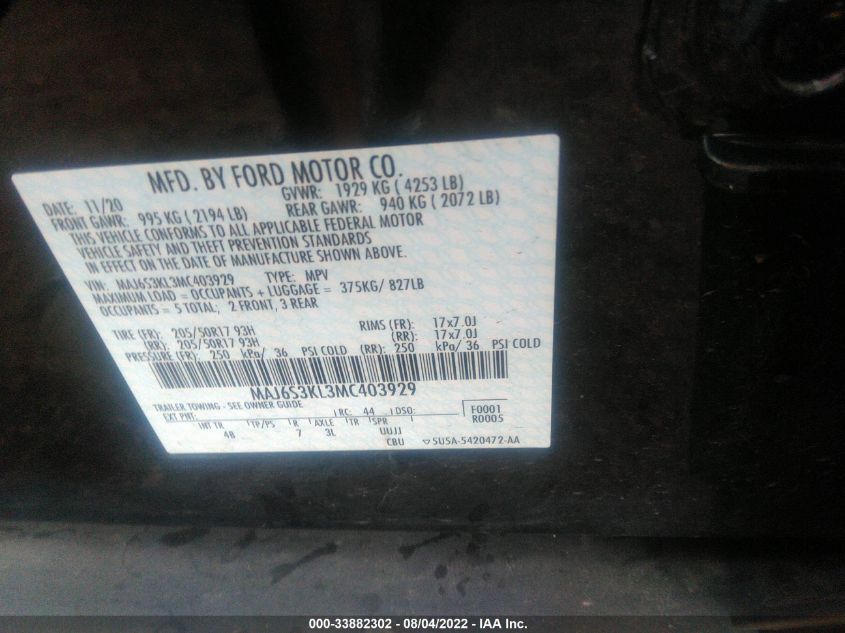 MFD. BY FORD MOTOR CO.
DATE: 11/20 GVWR: 1929 KG ( 4253 LB)
FRONT GAWR: 995 KG ( 2194 LB) REAR GAWR: 940 KG ( 2072 LB)
THIS VEHICLE CONFORMS TO ALL APPLICABLE FEDERAL MOTOR
VEHICLE SAFETY AND THEFT PREVENTION STANDARDS
IN EFFECT ON THE DATE OF MANUFACTURE SHOWN ABOVE.
VIN: MAJ6S3KL3MC403929 TYPE: MPV
MAXIMUM LOAD = OCCUPANTS + LUGGAGE = 375KG/ 827LB
OCCUPANTS = 5 TOTAL; 2 FRONT, 3 REAR
TIRE (FR): 205/50R17 93H RIMS (FR): 17x7.0J
(RR): 205/50R17 93H (RR): 17x7.0J
PRESSURE (FR): 250 kPa/ 36 PSI COLD (RR): 250 kPa/ 36 PSI COLD
MAJ6S3KL3MC403929
TRAILER TOWING - SEE OWNER GUIDE
EXT PNT: RC: 44 DSO: F0001
R0005
INT TR TP/PS R AXLE TR SPR
4B 7 3L UUJ1
CBU 5U5A-5420472-AA
000-33882302 - 08/04/2022 - IAA Inc.